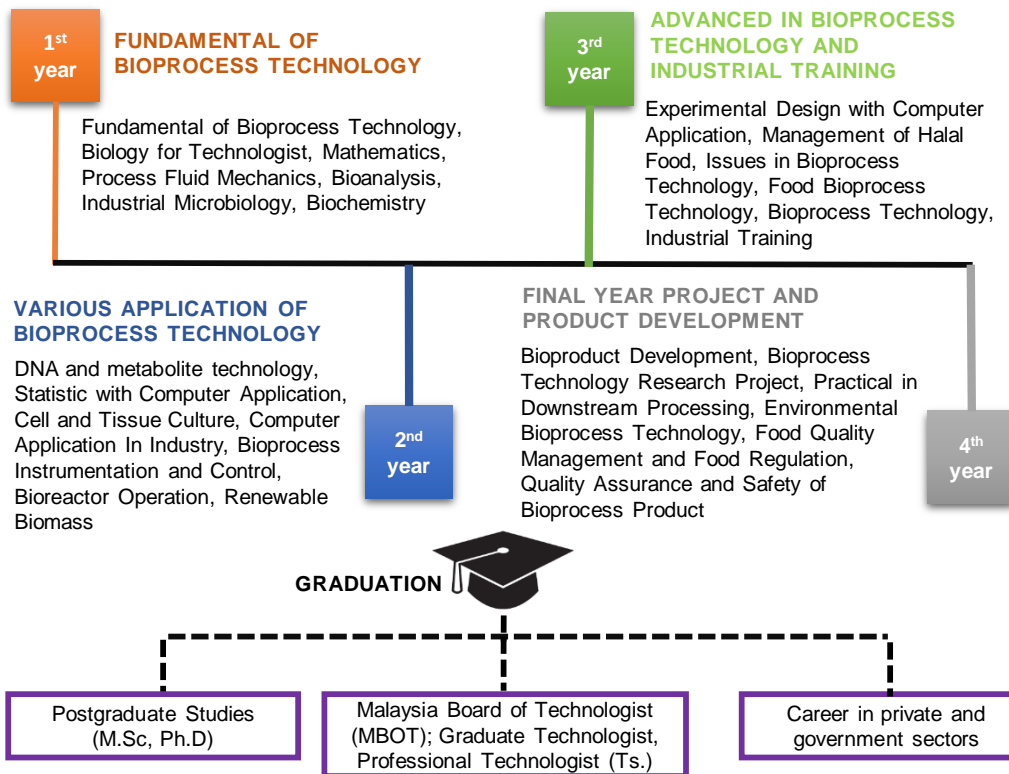 1st
year
FUNDAMENTAL OF
BIOPROCESS TECHNOLOGY
Fundamental of Bioprocess Technology,
Biology for Technologist, Mathematics,
Process Fluid Mechanics, Bioanalysis,
Industrial Microbiology, Biochemistry
VARIOUS APPLICATION OF
BIOPROCESS TECHNOLOGY
DNA and metabolite technology,
Statistic with Computer Application,
Cell and Tissue Culture, Computer
Application In Industry, Bioprocess
Instrumentation and Control,
Bioreactor Operation, Renewable
Biomass
2nd
year
3rd
year
ADVANCED IN BIOPROCESS
TECHNOLOGY AND
INDUSTRIAL TRAINING
Experimental Design with Computer
Application, Management of Halal
Food, Issues in Bioprocess
Technology, Food Bioprocess
Technology, Bioprocess Technology,
Industrial Training
FINAL YEAR PROJECT AND
PRODUCT DEVELOPMENT
Bioproduct Development, Bioprocess
Technology Research Project, Practical in
Downstream Processing, Environmental
Bioprocess Technology, Food Quality
Management and Food Regulation,
Quality Assurance and Safety of
Bioprocess Product
4th
year
GRADUATION
Postgraduate Studies
(M.Sc, Ph.D)
Malaysia Board of Technologist
(MBOT); Graduate Technologist,
Professional Technologist (Ts.)
Career in private and
government sectors